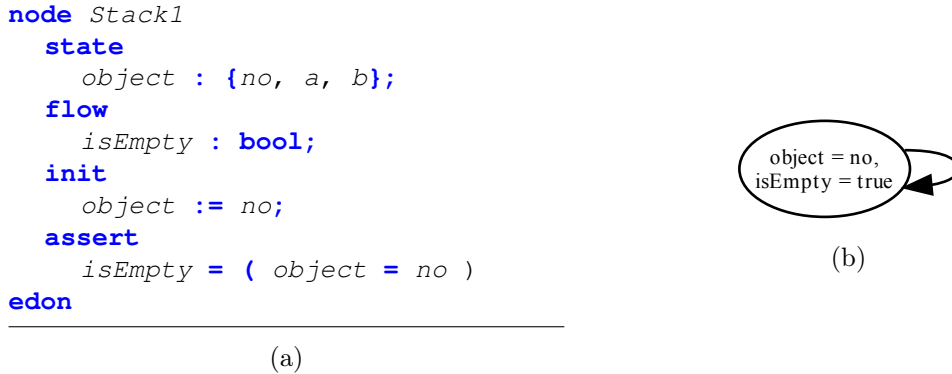 node Stack1
state
object : {no, a, b};
flow
isEmpty : bool;
init
object := no;
assert
isEmpty = ( object = no )
edon
(a)
object = no,
isEmpty = true
(b)